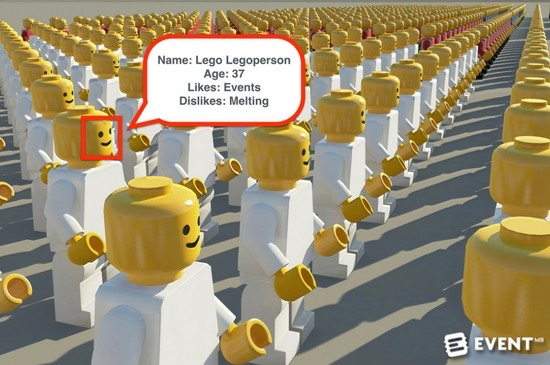 Name: Lego Legoperson
Age: 37
Likes: Events
Dislikes: Melting
EVENT MB